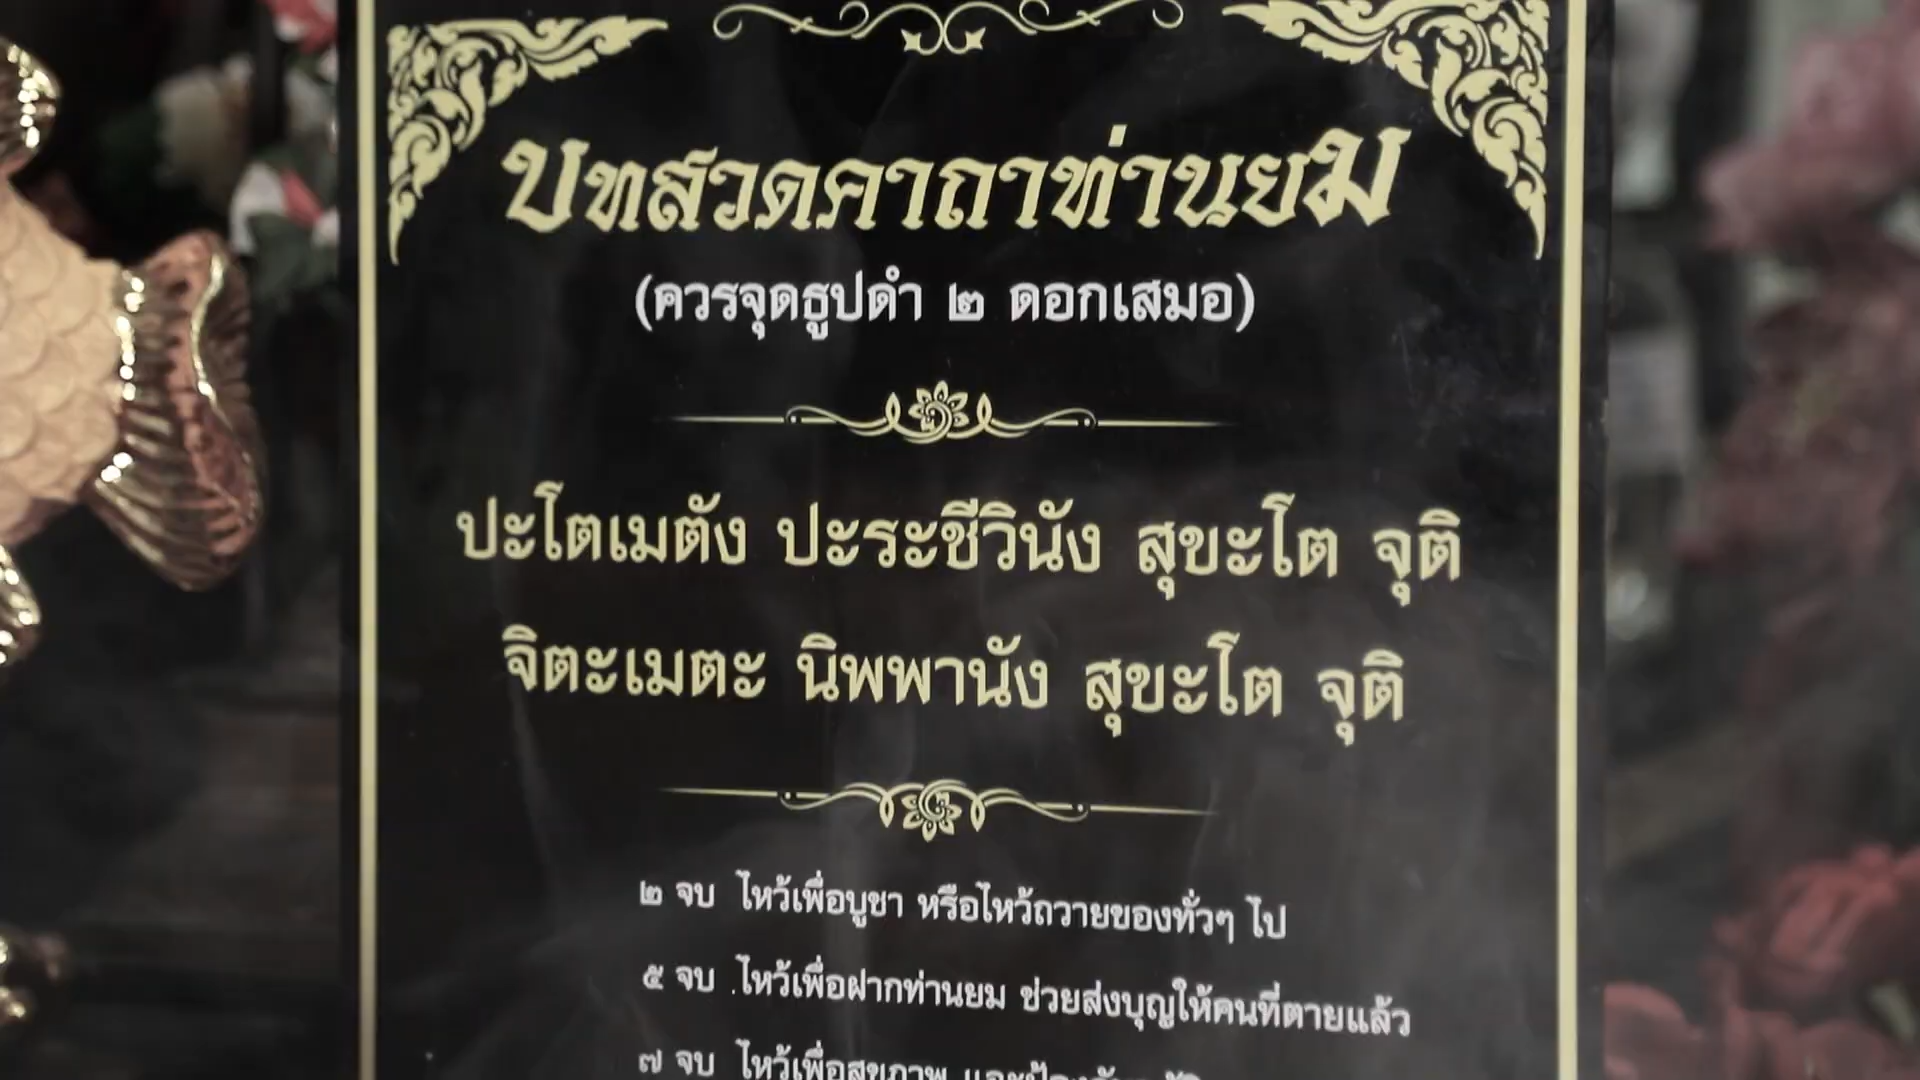 บทสวดคาถาท่านยม
(ควรจุดธูปดำ ๒ ดอกเสมอ)
ปะโตเมตัง ปะระชีวินัง สุขะโต จุติ
จิตะเมตะ นิพพานัง สุขะโต จุติ
๒ จบ ไหว้เพื่อบูชา หรือไหว้ถวายของทั่วๆ ไป
๕ จบ .ไหว้เพื่อฝากท่านยม ช่วยส่งบุญให้คนที่ตายแล้ว
๗ จบ ไหว้เพื่อสุขภาพ